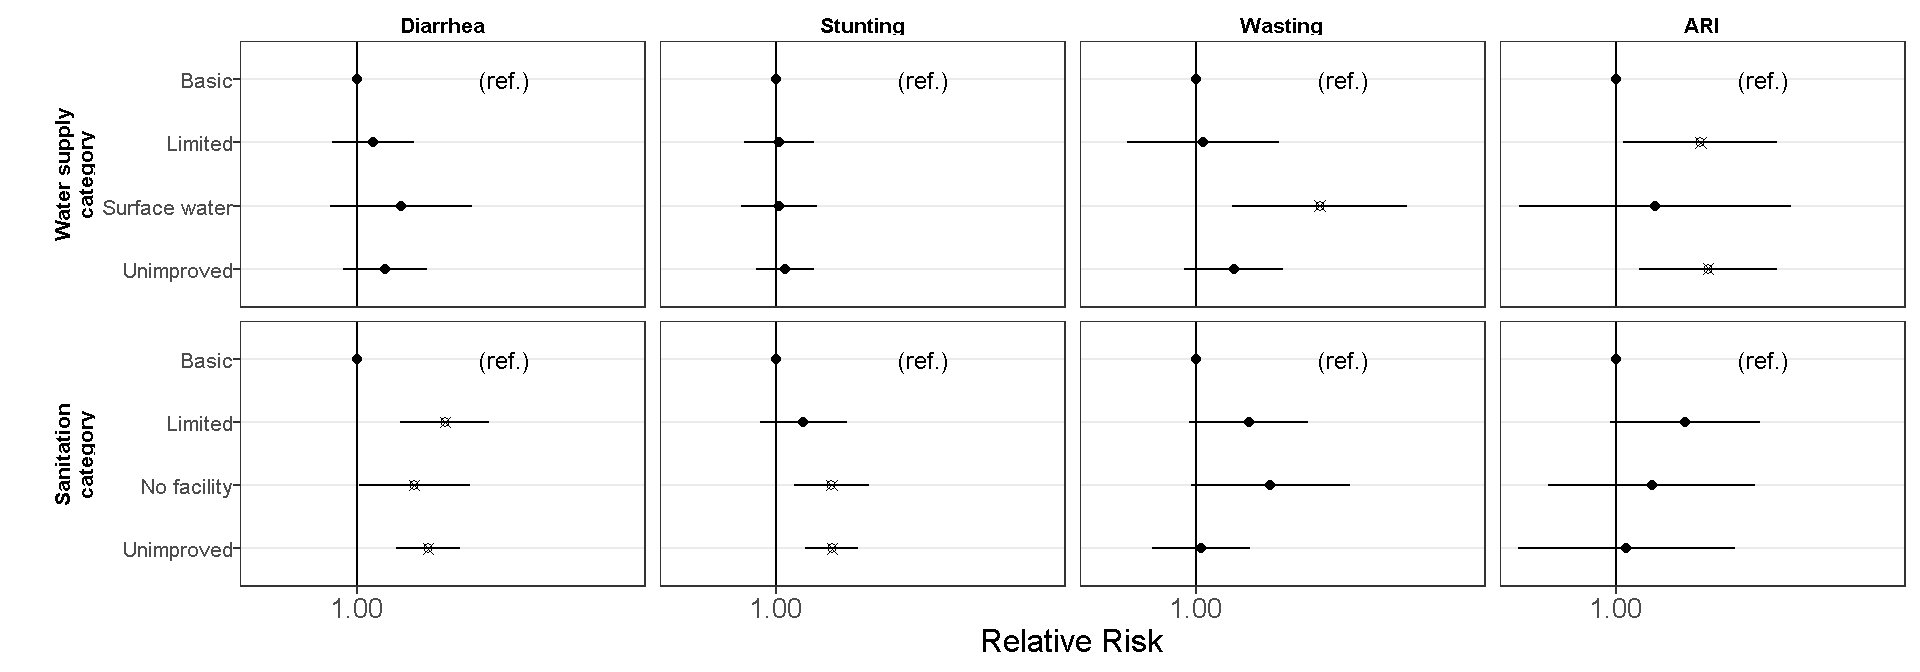 Diarrhea Stunting Wasting ARI
Water supply
category
Basic (ref.) (ref.) (ref.) (ref.)
Limited
Surface water
Unimproved
Sanitation
category
Basic (ref.) (ref.) (ref.) (ref.)
Limited
No facility
Unimproved
1.00 1.00 1.00 1.00
Relative Risk